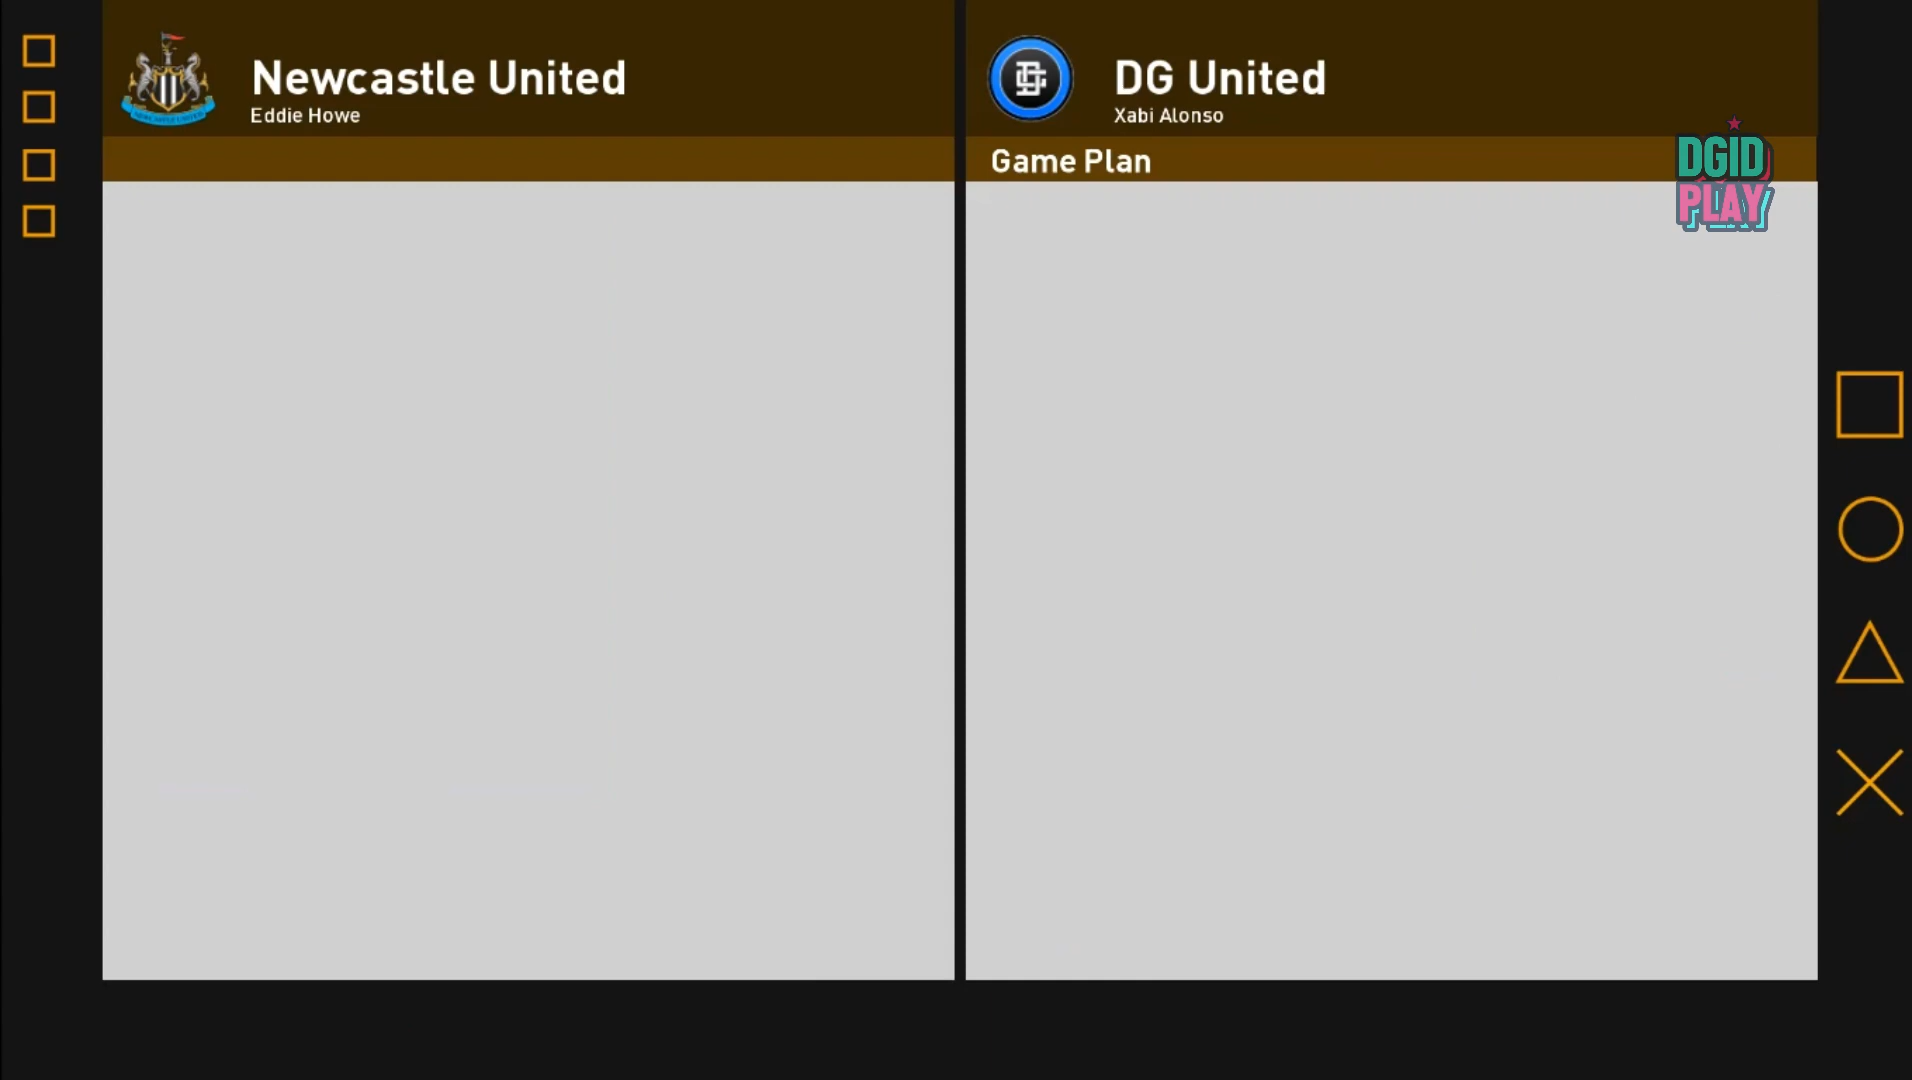 Newcastle United
Eddie Howe
DG United
Xabi Alonso
Game Plan
DGID
PLAY